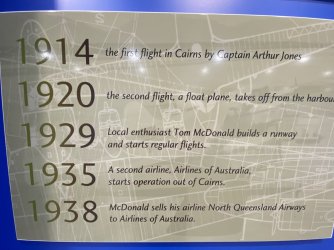 1914 the first flight in Cairns by Captain Arthur Jones
1920 the second flight, a float plane, takes off from the harbou
1929 Local enthusiast Tom McDonald builds a runway
and starts regular flights.
1935 A second airline, Airlines of Australia,
starts operation out of Cairns.
1938 McDonald sells his airline North Queensland Airways
to Airlines of Australia.